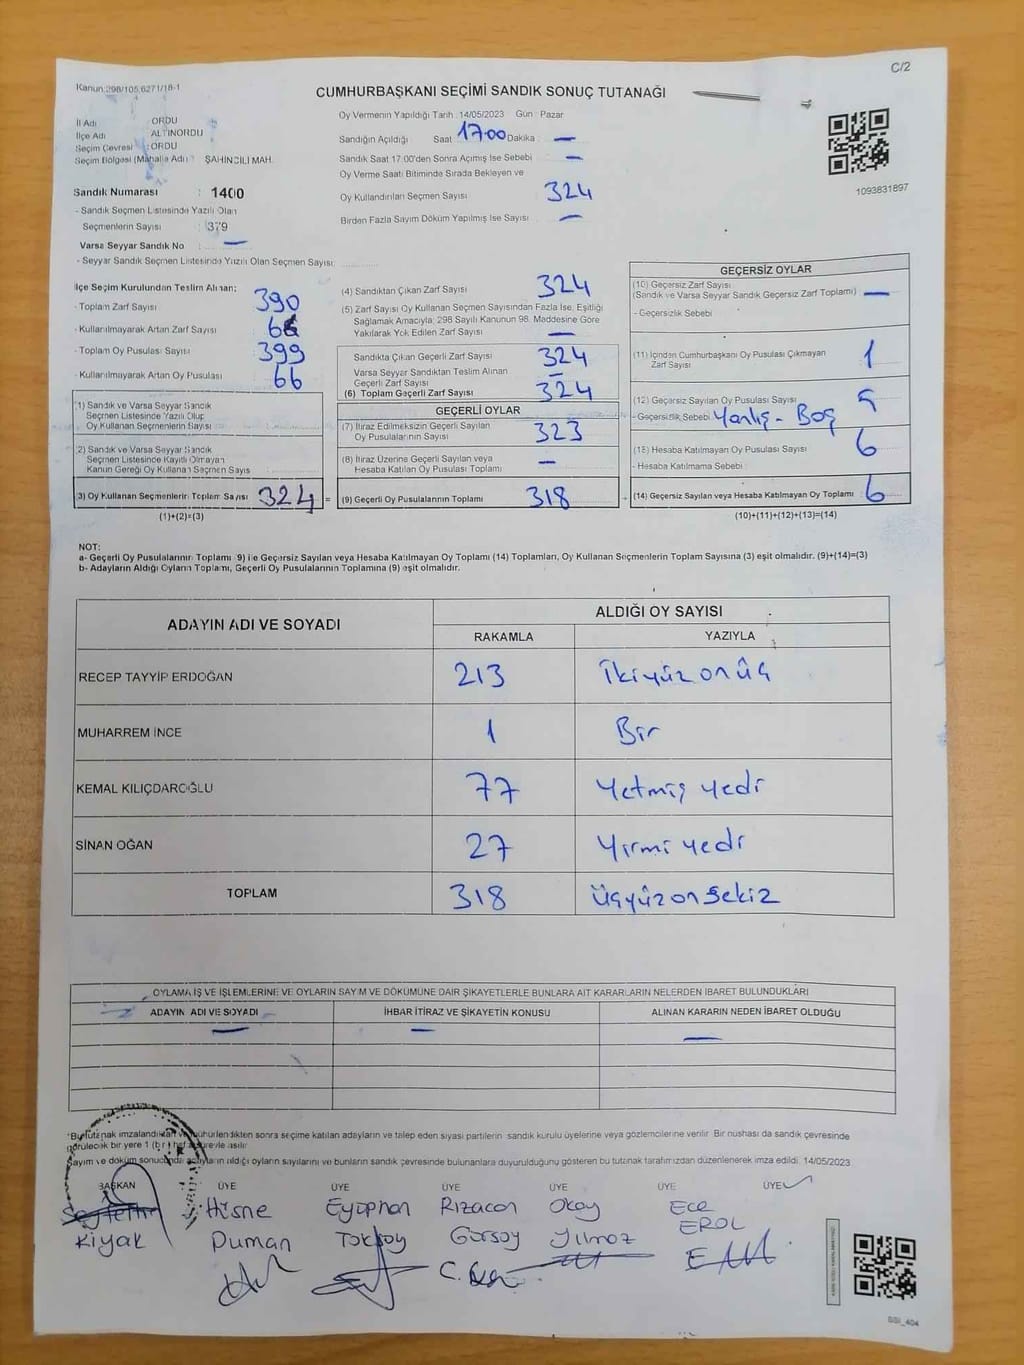 C/2
Kanun:298/105,6271/18-1
CUMHURBAŞKANI SEÇİMİ SANDIK SONUÇ TUTANAĞI
İl Adı : ORDU
İlçe Adı : ALTINORDU
Seçim Çevresi : ORDU
Seçim Bölgesi (Mahalle Adı) : ŞAHİNCİLİ MAH.
Sandık Numarası : 1400
- Sandık Seçmen Listesinde Yazılı Olan
Seçmenlerin Sayısı : 379
Varsa Seyyar Sandık No —
- Seyyar Sandık Seçmen Listesinde Yazılı Olan Seçmen Sayısı:
Oy Vermenin Yapıldığı Tarih :14/05/2023 Gün : Pazar
Sandığın Açıldığı Saat 17:00 Dakika : —
Sandık Saat 17.00'den Sonra Açımış İse Sebebi —
Oy Verme Saati Bitiminde Sırada Bekleyen ve
Oy Kullandırılan Seçmen Sayısı 324
Birden Fazla Sayım Döküm Yapılmış İse Sayısı —
1093831897
İlçe Seçim Kurulundan Teslim Alınan;
- Toplam Zarf Sayısı 390
- Kullanılmayarak Artan Zarf Sayısı 66
- Toplam Oy Pusulası Sayısı 399
- Kullanılmayarak Artan Oy Pusulası 66
(1) Sandık ve Varsa Seyyar Sandık
Seçmen Listesinde Yazılı Olup
Oy Kullanan Seçmenlerin Sayısı
(2) Sandık ve Varsa Seyyar Sandık
Seçmen Listesinde Kayıtlı Olmayan
Kanun Gereği Oy Kullanan Seçmen Sayısı
(3) Oy Kullanan Seçmenlerin Toplam Sayısı 324 =
(1)+(2)=(3)
(4) Sandıktan Çıkan Zarf Sayısı 324
(5) Zarf Sayısı Oy Kullanan Seçmen Sayısından Fazla İse, Eşitliği
Sağlamak Amacıyla; 298 Sayılı Kanunun 98. Maddesine Göre
Yakılarak Yok Edilen Zarf Sayısı —
Sandıkta Çıkan Geçerli Zarf Sayısı 324
Varsa Seyyar Sandıktan Teslim Alınan
Geçerli Zarf Sayısı —
(6) Toplam Geçerli Zarf Sayısı 324
GEÇERLİ OYLAR
(7) İtiraz Edilmeksizin Geçerli Sayılan
Oy Pusulalarının Sayısı 323
(8) İtiraz Üzerine Geçerli Sayılan veya
Hesaba Katılan Oy Pusulası Toplamı —
(9) Geçerli Oy Pusulalarının Toplamı 318 +
GEÇERSİZ OYLAR
(10) Geçersiz Zarf Sayısı
(Sandık ve Varsa Seyyar Sandık Geçersiz Zarf Toplamı) —
- Geçersizlik Sebebi
(11) İçinden Cumhurbaşkanı Oy Pusulası Çıkmayan
Zarf Sayısı 1
(12) Geçersiz Sayılan Oy Pusulası Sayısı 5
- Geçersizlik Sebebi Yanlış - Boş
(13) Hesaba Katılmayan Oy Pusulası Sayısı 6
- Hesaba Katılmama Sebebi
(14) Geçersiz Sayılan veya Hesaba Katılmayan Oy Toplamı 6
(10)+(11)+(12)+(13)=(14)
NOT:
a- Geçerli Oy Pusulalarının Toplamı (9) ile Geçersiz Sayılan veya Hesaba Katılmayan Oy Toplamı (14) Toplamları, Oy Kullanan Seçmenlerin Toplam Sayısına (3) eşit olmalıdır. (9)+(14)=(3)
b- Adayların Aldığı Oyların Toplamı, Geçerli Oy Pusulalarının Toplamına (9) eşit olmalıdır.
ADAYIN ADI VE SOYADI
ALDIĞI OY SAYISI
RAKAMLA YAZIYLA
RECEP TAYYİP ERDOĞAN 213 İkiyüz onüç
MUHARREM İNCE 1 Bir
KEMAL KILIÇDAROĞLU 77 Yetmiş yedi
SİNAN OĞAN 27 Yirmi yedi
TOPLAM 318 Üçyüz onsekiz
OYLAMA İŞ VE İŞLEMLERİNE VE OYLARIN SAYIM VE DÖKÜMÜNE DAİR ŞİKAYETLERLE BUNLARA AİT KARARLARIN NELERDEN İBARET BULUNDUKLARI
ADAYIN ADI VE SOYADI İHBAR İTİRAZ VE ŞİKAYETİN KONUSU ALINAN KARARIN NEDEN İBARET OLDUĞU
— — —
*Bu tutanak imzalandıktan ve mühürlendikten sonra seçime katılan adayların ve talep eden siyasi partilerin sandık kurulu üyelerine veya gözlemcilerine verilir. Bir nüshası da sandık çevresinde
görülecek bir yere 1 (bir) hafta süreyle asılır.
Sayım ve döküm sonucunda adayların aldığı oyların sayılarını ve bunların sandık çevresinde bulunanlara duyurulduğunu gösteren bu tutanak tarafımızdan düzenlenerek imza edildi. 14/05/2023
BAŞKAN ÜYE ÜYE ÜYE ÜYE ÜYE ÜYE
Hisne Eyüphan Rızacan Okay Ece
Kiyak Duman Toksoy Gürsoy Yılmaz EROL
SSI_404